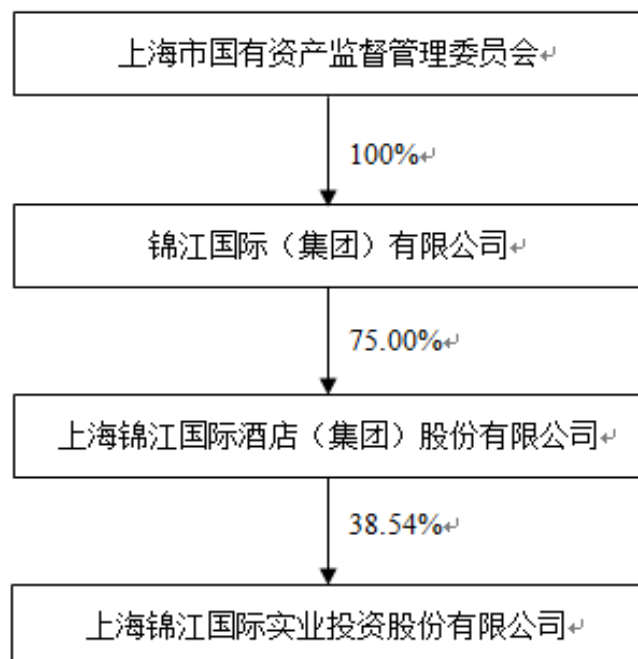 上海市国有资产监督管理委员会
100%
锦江国际（集团）有限公司
75.00%
上海锦江国际酒店（集团）股份有限公司
38.54%
上海锦江国际实业投资股份有限公司